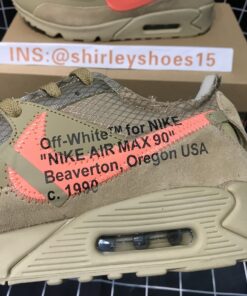 INS:@shirleyshoes15
Off-White™ for NIKE
"NIKE AIR MAX 90"
Beaverton, Oregon USA
c. 1990